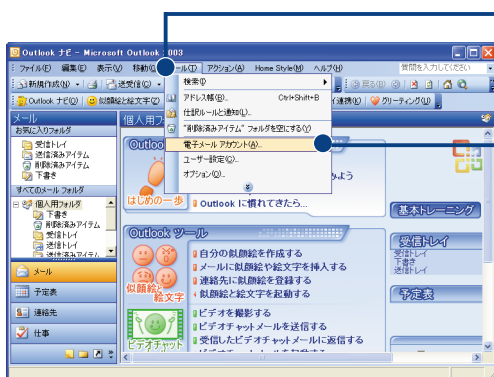 Outlook ナビ - Microsoft Outlook 2003
ファイル(F) 編集(E) 表示(V) 移動(G) ール(T) アクション(A) Home Style(M) ヘルプ(H) 質問を入力してください
新規作成(N) 送受信(C) 戻る(B)
Outlook ナビ(O) 似顔絵と絵文字(Z) イ連携(L) グリーティング(U)
検索(I)
アドレス帳(B)... Ctrl+Shift+B
仕訳ルールと通知(L)...
"削除済みアイテム" フォルダを空にする(Y)
電子メール アカウント(A)...
ユーザー設定(C)...
オプション(O)...
メール
お気に入りフォルダ
受信トレイ
送信済みアイテム
削除済みアイテム
下書き
すべてのメール フォルダ
個人用フォルダ
下書き
受信トレイ
送信トレイ
送信済みアイテム
メール
予定表
連絡先
仕事
個人用フ
Outloo
みよう
はじめの一歩
Outlook に慣れてきたら...
Outlook ツール
似顔絵と
絵文字
自分の似顔絵を作成する
メールに似顔絵や絵文字を挿入する
連絡先に似顔絵を登録する
似顔絵と絵文字を起動する
ビデオチャット
ビデオを撮影する
ビデオチャットメールを送信する
受信したビデオチャットメールに返信する
基本トレーニング
受信トレイ
受信トレイ
下書き
送信トレイ
予定表